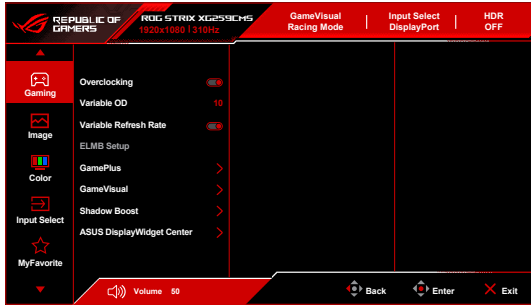 REPUBLIC OF
GAMERS
ROG STRIX XG259CMS
1920x1080 | 310Hz
GameVisual
Racing Mode
Input Select
DisplayPort
HDR
OFF
Gaming
Image
Color
Input Select
MyFavorite
Overclocking
Variable OD 10
Variable Refresh Rate
ELMB Setup
GamePlus
GameVisual
Shadow Boost
ASUS DisplayWidget Center
Volume 50
Back
Enter
Exit